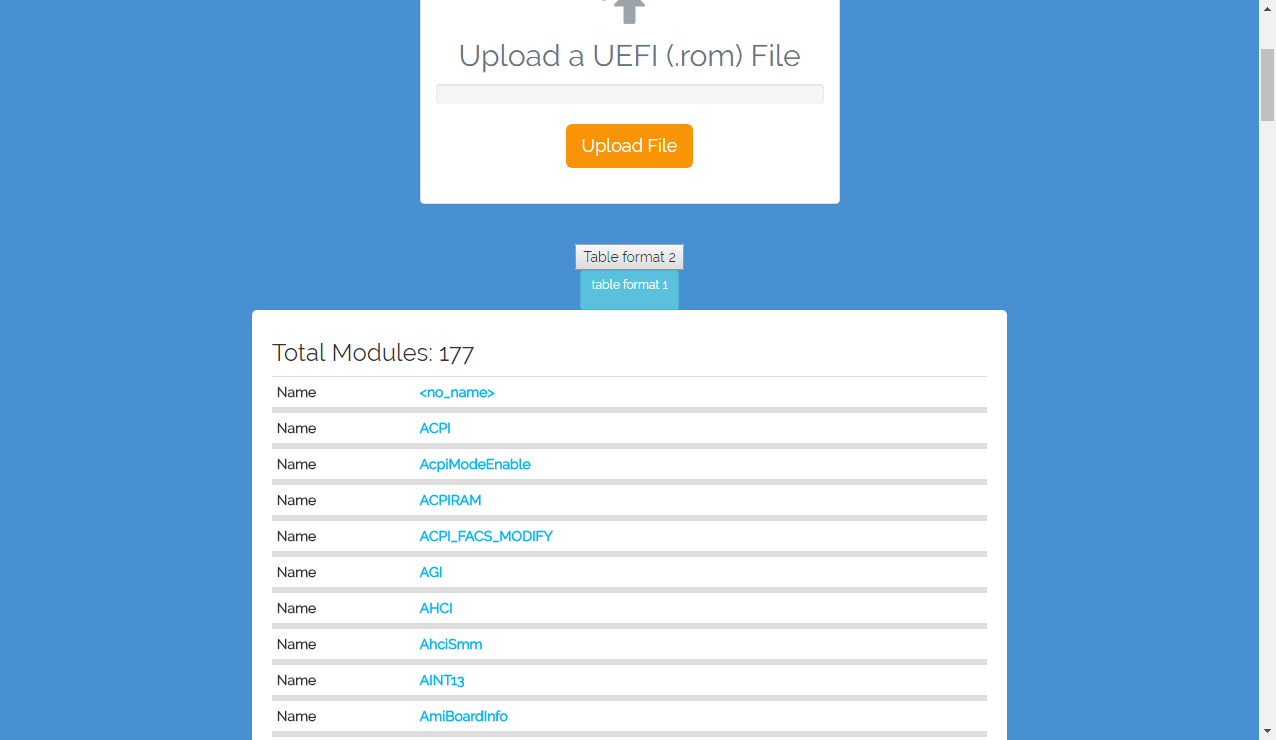 Upload a UEFI (.rom) File
Upload File
Table format 2
table format 1
Total Modules: 177
Name <no_name>
Name ACPI
Name AcpiModeEnable
Name ACPIRAM
Name ACPI_FACS_MODIFY
Name AGI
Name AHCI
Name AhciSmm
Name AINT13
Name AmiBoardInfo